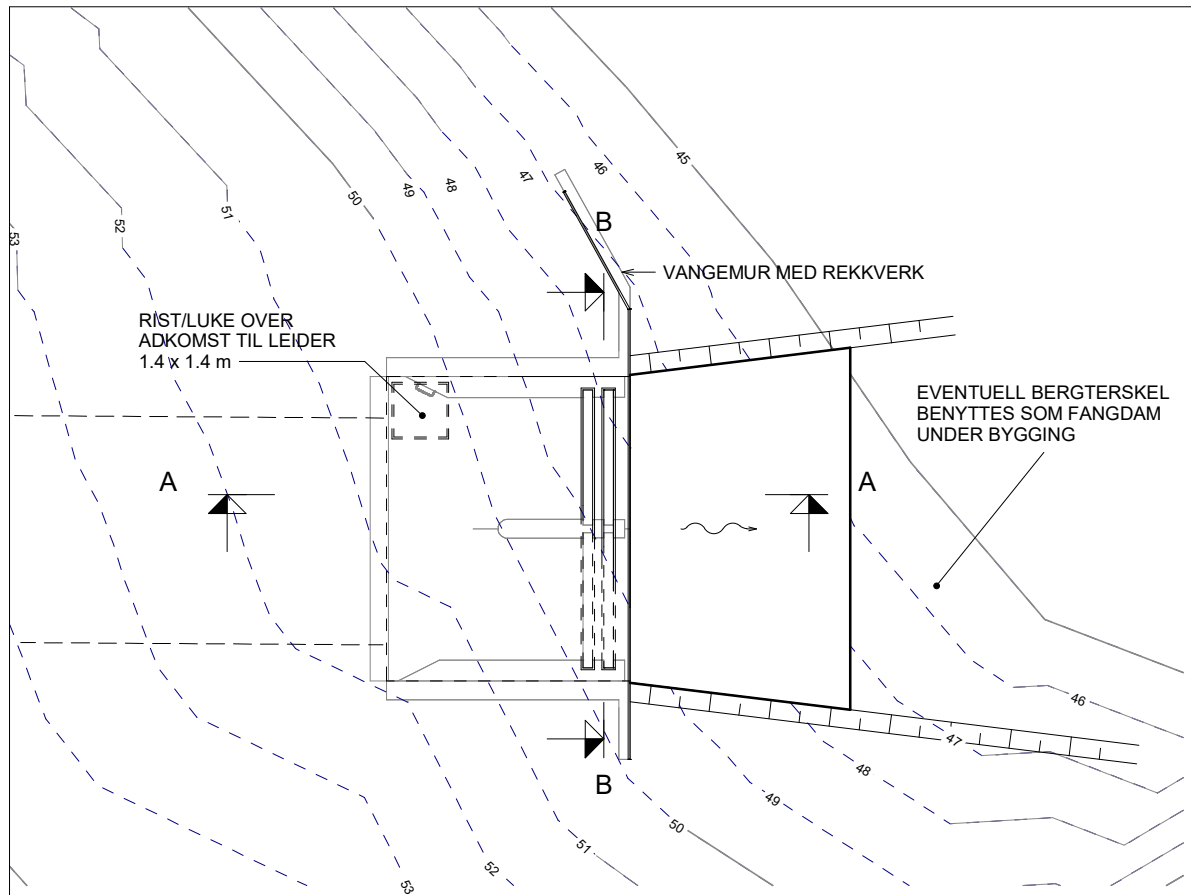 45
46
47
48
49
50
51
52
53
B
VANGEMUR MED REKKVERK
RIST/LUKE OVER
ADKOMST TIL LEIDER
1.4 x 1.4 m
EVENTUELL BERGTERSKEL
BENYTTES SOM FANGDAM
UNDER BYGGING
A
A
B
46
47
48
49
50
51
52
53